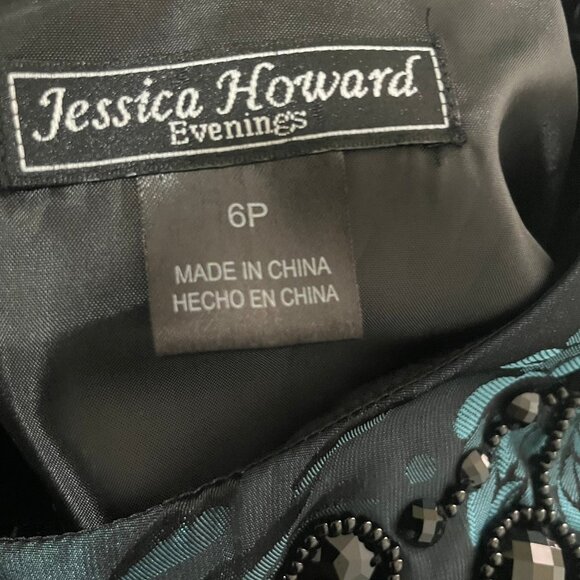 Jessica Howard
Evenings
6P
MADE IN CHINA
HECHO EN CHINA